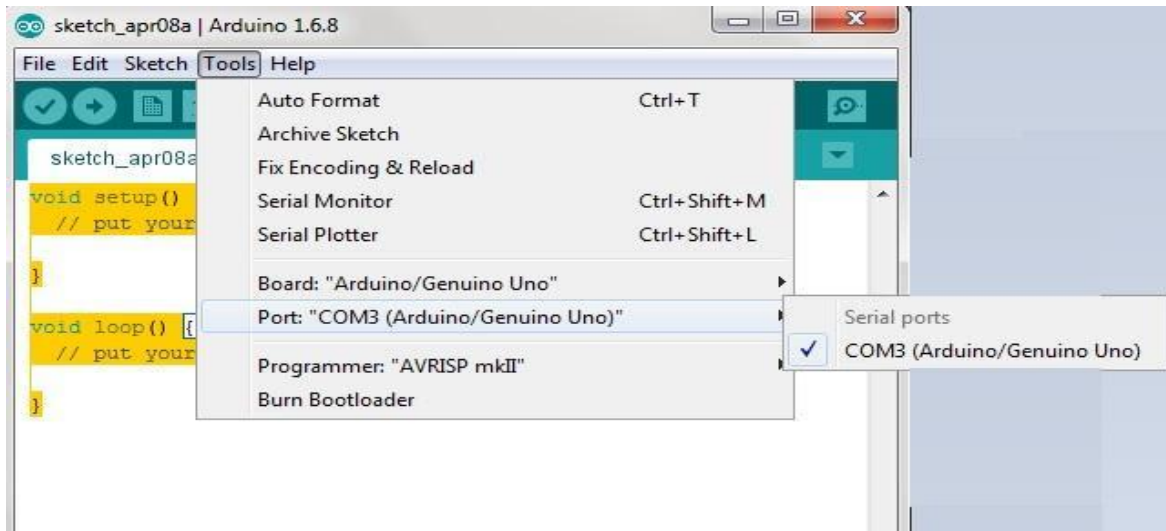 sketch_apr08a | Arduino 1.6.8
File Edit Sketch Tools Help
Auto Format Ctrl+T
Archive Sketch
sketch_apr08a
Fix Encoding & Reload
void setup()
Serial Monitor Ctrl+Shift+M
// put your
Serial Plotter Ctrl+Shift+L
}
Board: "Arduino/Genuino Uno"
Port: "COM3 (Arduino/Genuino Uno)"
Serial ports
void loop() {
COM3 (Arduino/Genuino Uno)
// put your
Programmer: "AVRISP mkII"
Burn Bootloader
}